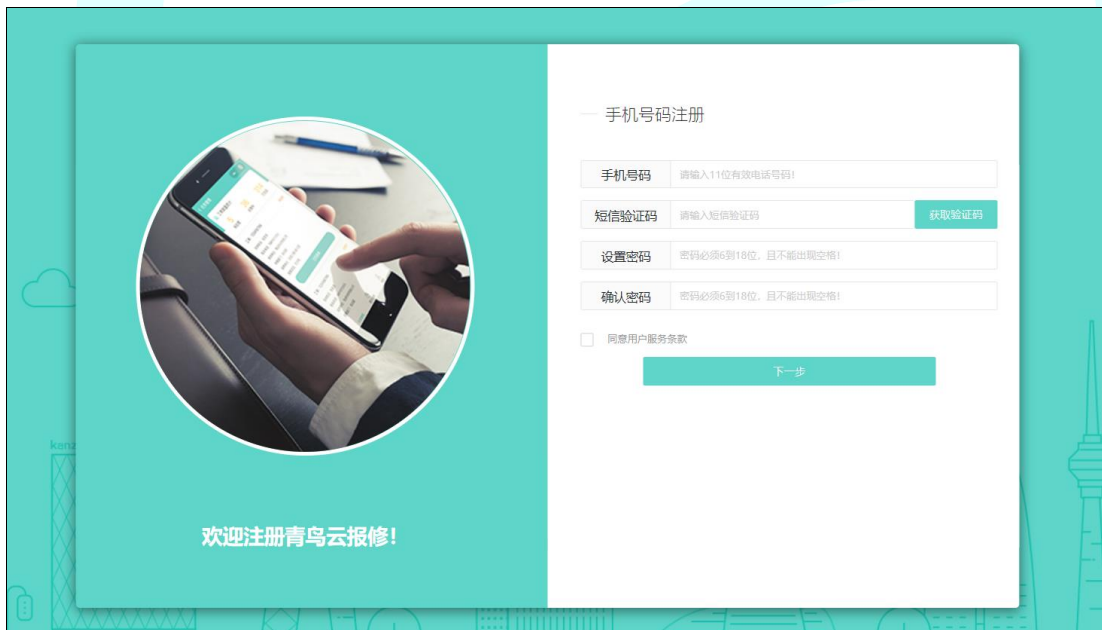 手机号码注册
手机号码 请输入11位有效电话号码!
短信验证码 请输入短信验证码 获取验证码
设置密码 密码必须6到18位，且不能出现空格!
确认密码 密码必须6到18位，且不能出现空格!
同意用户服务条款
下一步
欢迎注册青鸟云报修!